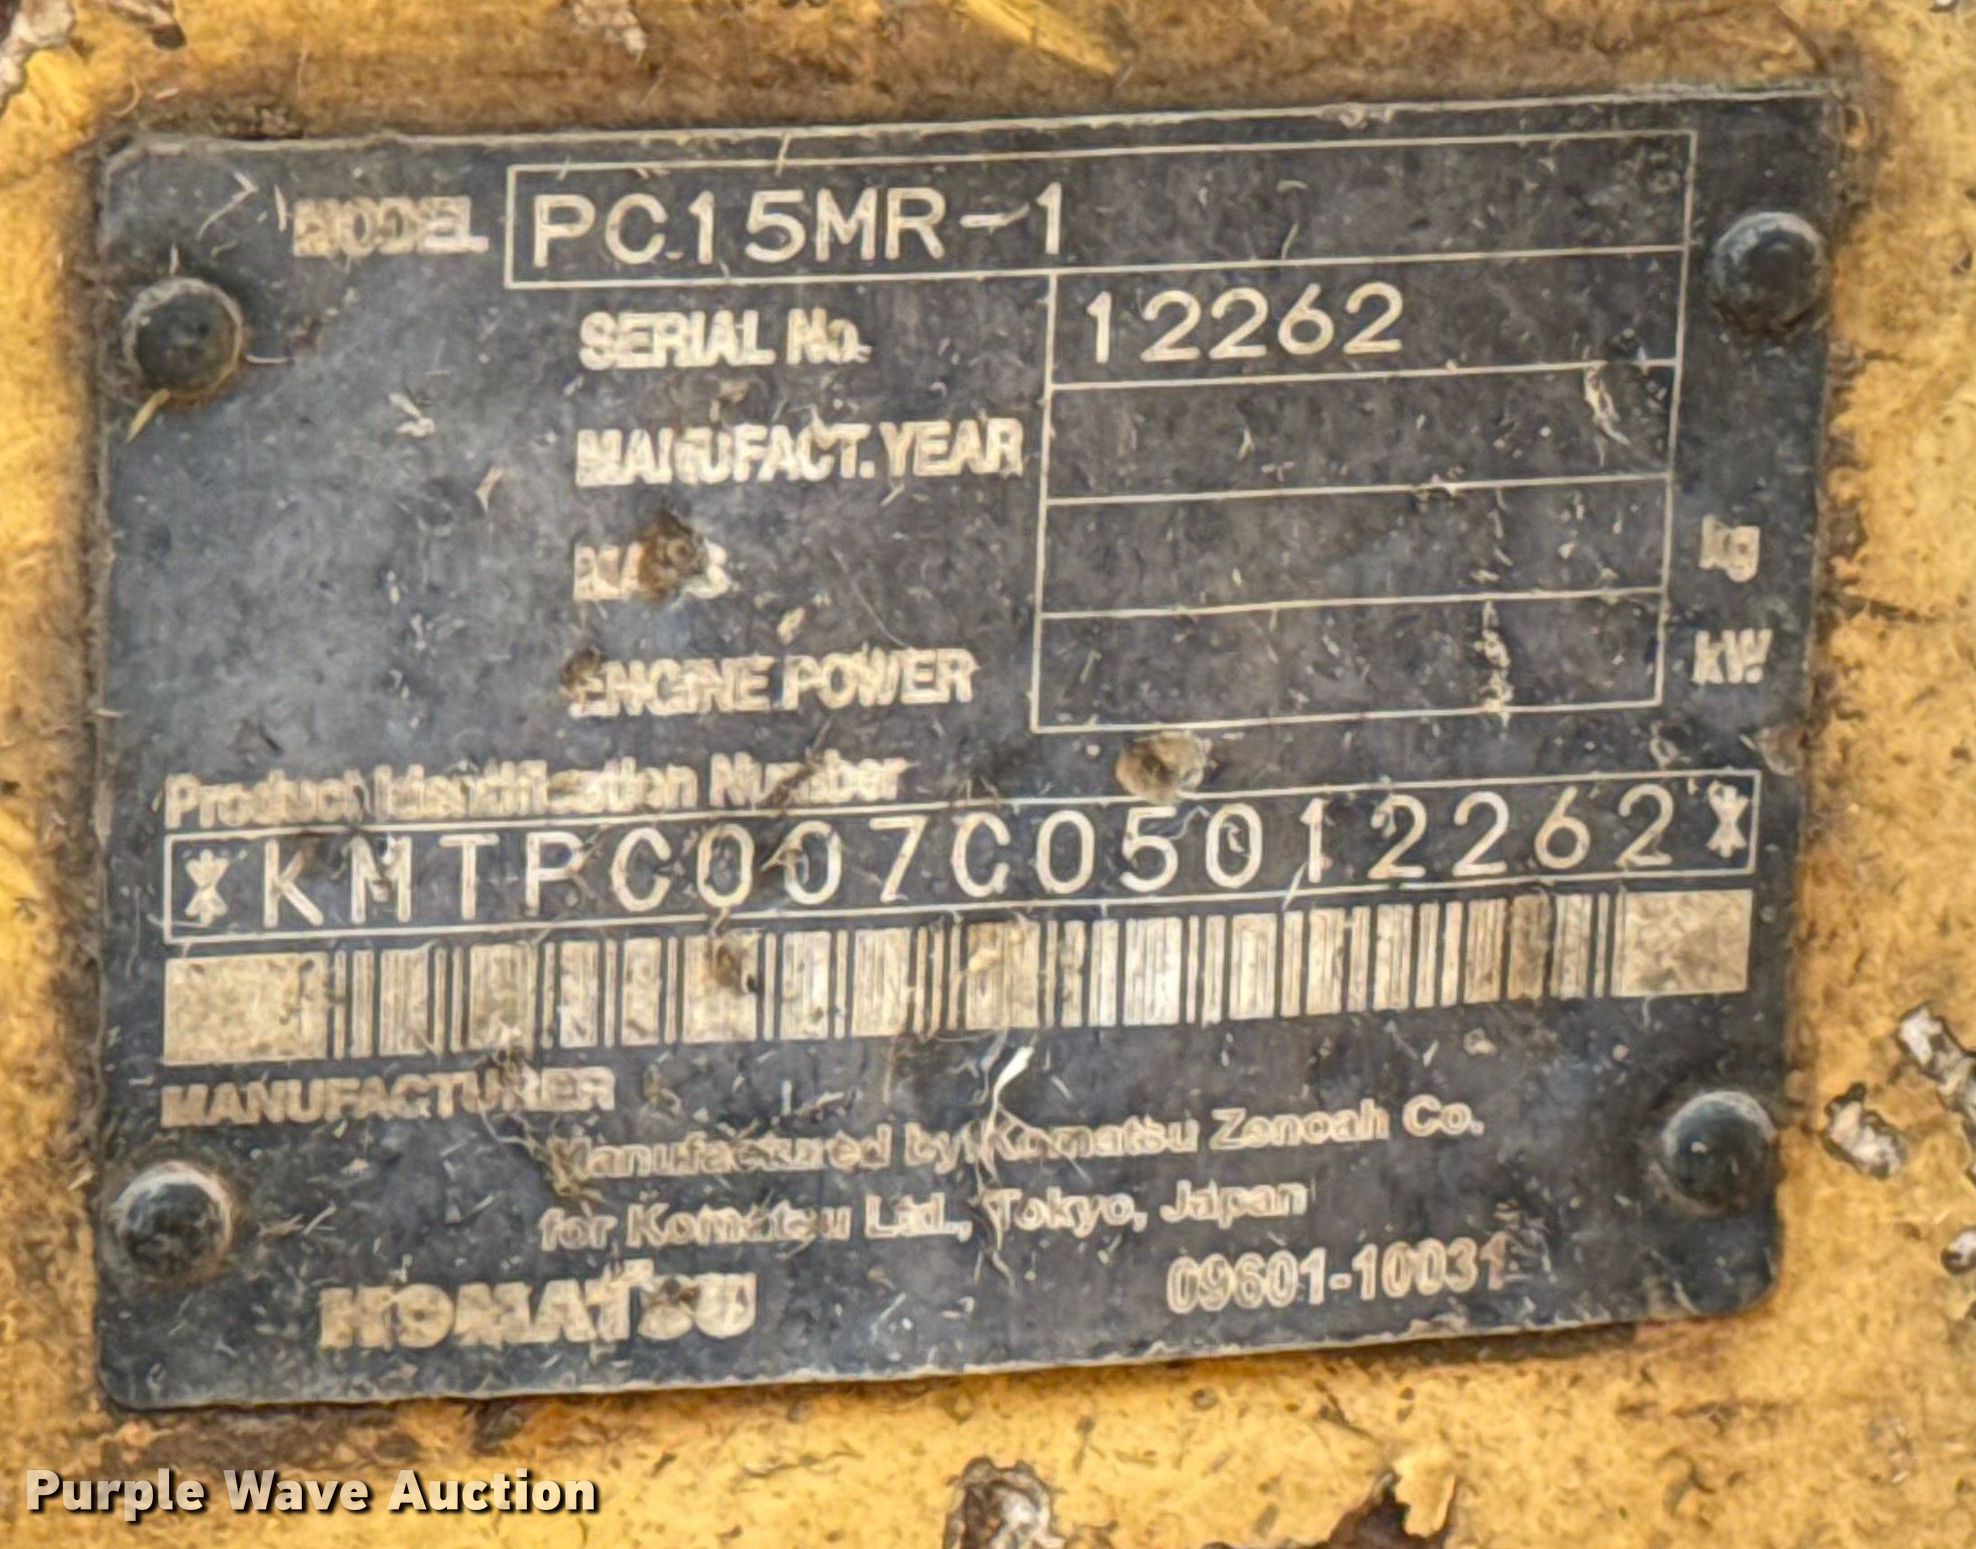 MODEL PC15MR-1
SERIAL No. 12262
MANUFACT. YEAR
MASS kg
ENGINE POWER kW
Product Identification Number
*KMTPC007C05012262*
MANUFACTURER
Manufactured by Komatsu Zenoah Co.
for Komatsu Ltd., Tokyo, Japan
KOMATSU 09601-10031
Purple Wave Auction